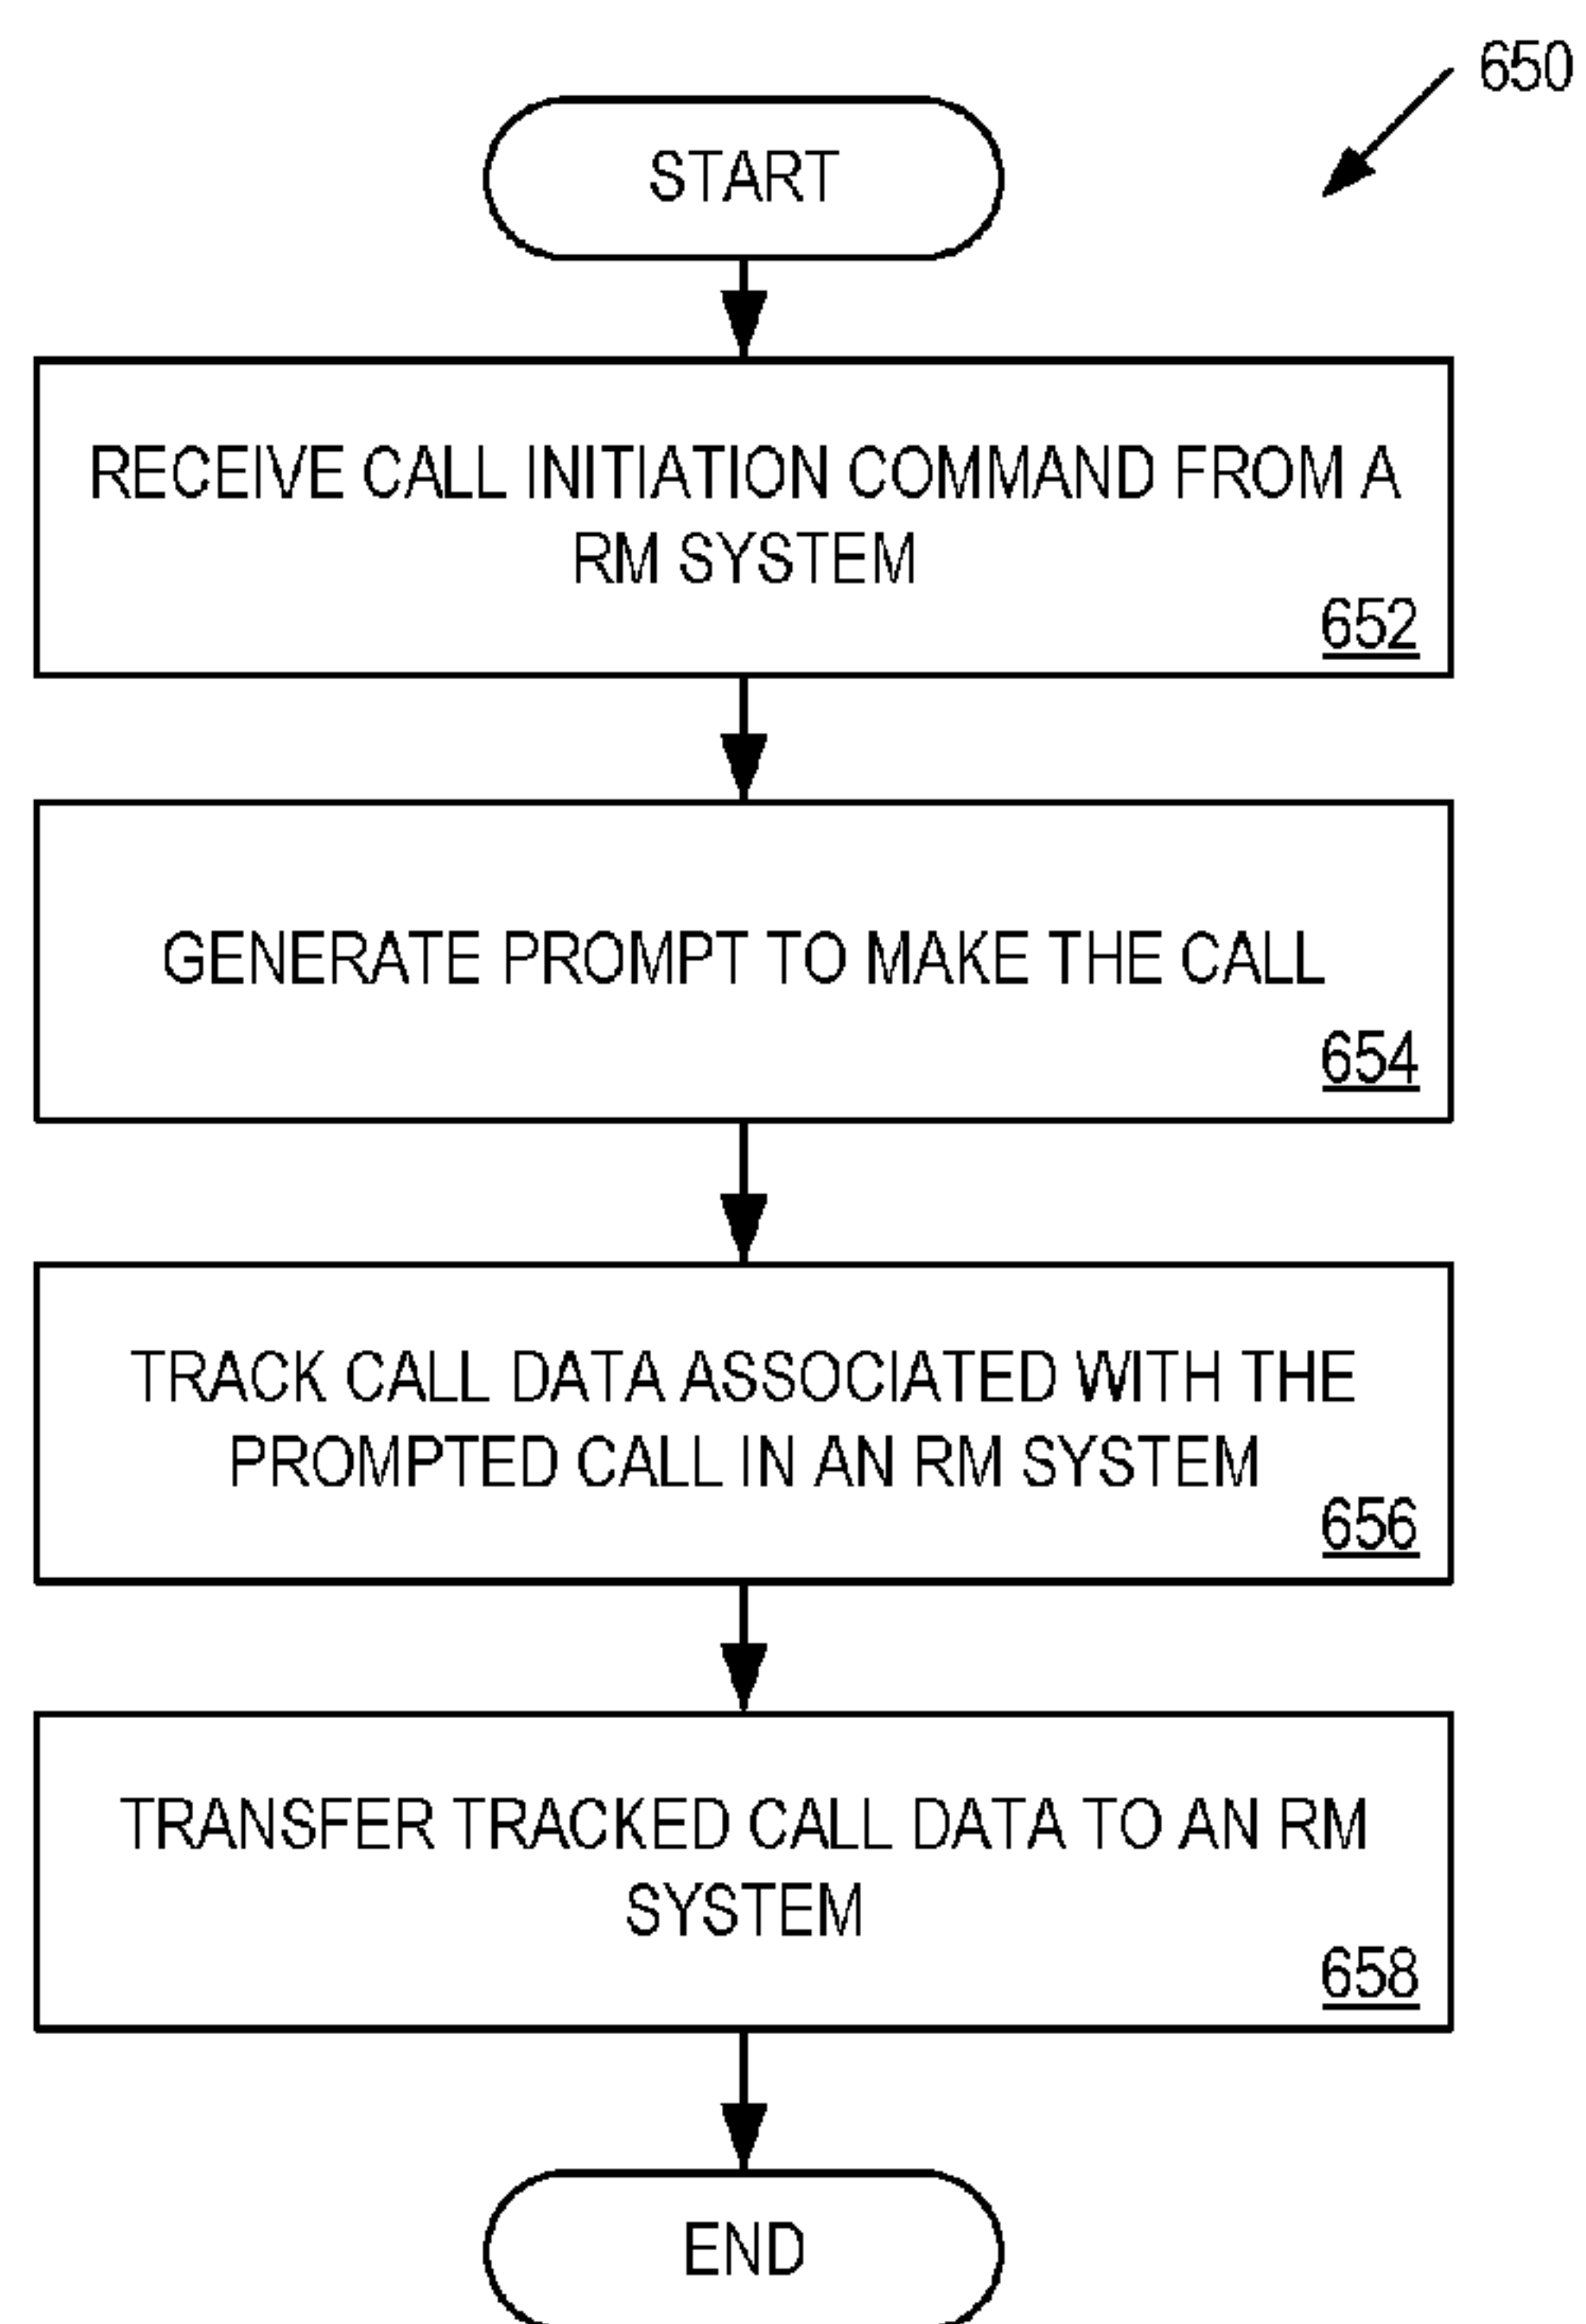 650
START
RECEIVE CALL INITIATION COMMAND FROM A
RM SYSTEM
652
GENERATE PROMPT TO MAKE THE CALL
654
TRACK CALL DATA ASSOCIATED WITH THE
PROMPTED CALL IN AN RM SYSTEM
656
TRANSFER TRACKED CALL DATA TO AN RM
SYSTEM
658
END